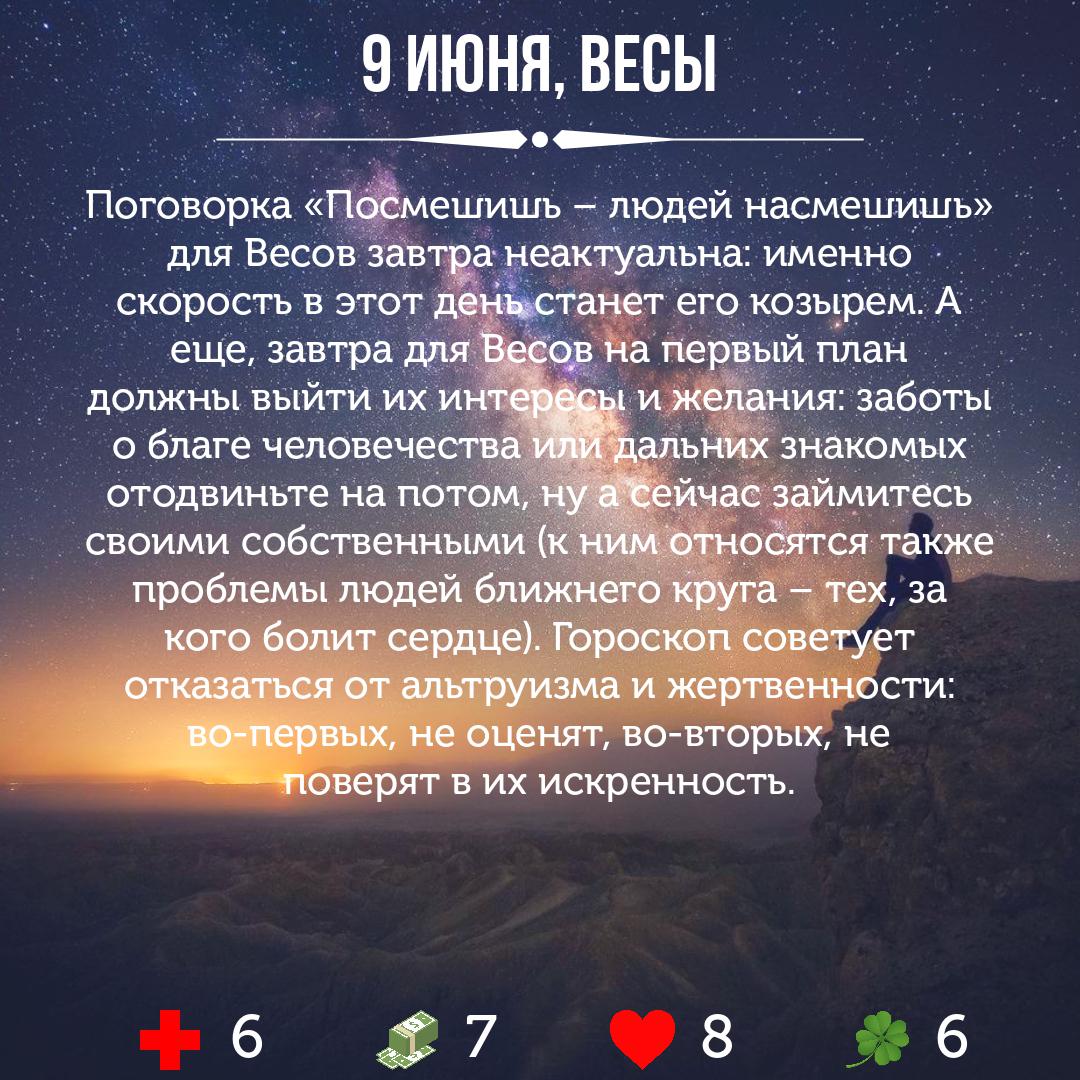 9 ИЮНЯ, ВЕСЫ
Поговорка «Посмешишь – людей насмешишь»
для Весов завтра неактуальна: именно
скорость в этот день станет его козырем. А
еще, завтра для Весов на первый план
должны выйти их интересы и желания: заботы
о благе человечества или дальних знакомых
отодвиньте на потом, ну а сейчас займитесь
своими собственными (к ним относятся также
проблемы людей ближнего круга – тех, за
кого болит сердце). Гороскоп советует
отказаться от альтруизма и жертвенности:
во-первых, не оценят, во-вторых, не
поверят в их искренность.
6 7 8 6